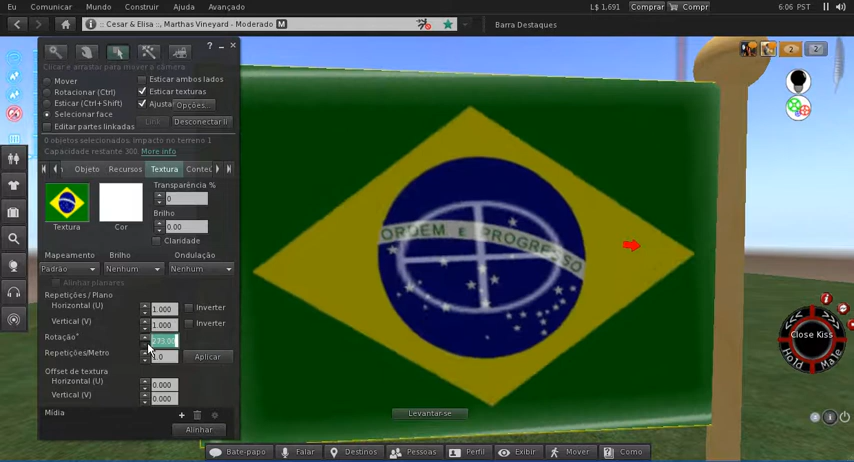 Eu Comunicar Mundo Construir Ajuda Avançado L$ 1,691 Comprar Compr 6:06 PST
:: Cesar & Elisa ::, Marthas Vineyard - Moderado M Barra Destaques
? _ ×
Clicar e arrastar para mover a câmera
Mover
Rotacionar (Ctrl)
Esticar (Ctrl+Shift)
Selecionar face
Editar partes linkadas
Esticar ambos lados
Esticar texturas
Ajusta Opções...
Link Desconectar li
0 objetos selecionados, impacto no terreno 1
Capacidade restante 300. More info
Objeto Recursos Textura Conteú
Textura Cor
Transparência %
0
Brilho
0.00
Claridade
Mapeamento Brilho Ondulação
Padrão Nenhum Nenhum
Alinhar planares
Repetições / Plano
Horizontal (U) 1.000 Inverter
Vertical (V) 1.000 Inverter
Rotação° 273.00
Repetições/Metro 1.0 Aplicar
Offset de textura
Horizontal (U) 0.000
Vertical (V) 0.000
Mídia
Alinhar
ORDEM E PROGRESSO
2 2
Close Kiss
Hold Male
Levantar-se
Bate-papo Falar Destinos Pessoas Perfil Exibir Mover Como